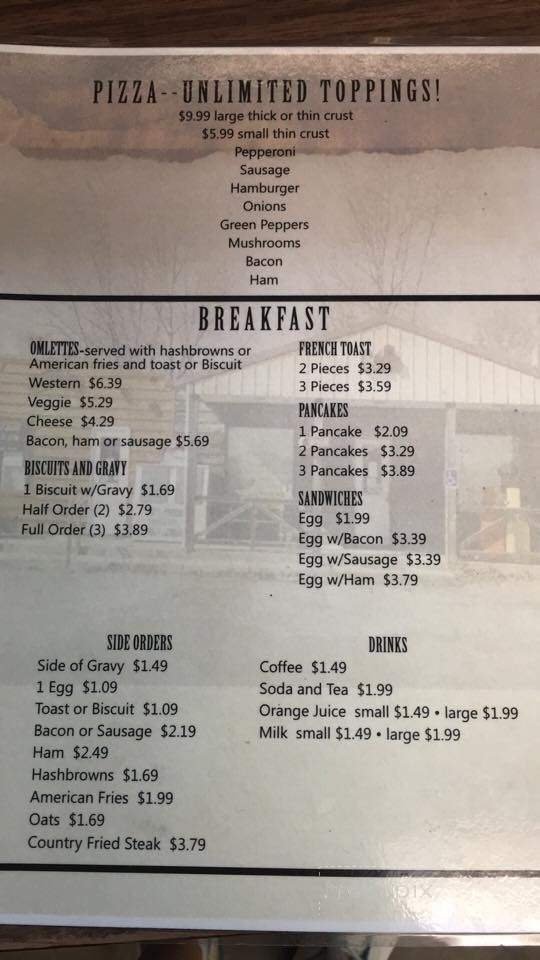 PIZZA--UNLIMITED TOPPINGS!
$9.99 large thick or thin crust
$5.99 small thin crust
Pepperoni
Sausage
Hamburger
Onions
Green Peppers
Mushrooms
Bacon
Ham
BREAKFAST
OMLETTES-served with hashbrowns or
American fries and toast or Biscuit
Western $6.39
Veggie $5.29
Cheese $4.29
Bacon, ham or sausage $5.69
BISCUITS AND GRAVY
1 Biscuit w/Gravy $1.69
Half Order (2) $2.79
Full Order (3) $3.89
FRENCH TOAST
2 Pieces $3.29
3 Pieces $3.59
PANCAKES
1 Pancake $2.09
2 Pancakes $3.29
3 Pancakes $3.89
SANDWICHES
Egg $1.99
Egg w/Bacon $3.39
Egg w/Sausage $3.39
Egg w/Ham $3.79
SIDE ORDERS
Side of Gravy $1.49
1 Egg $1.09
Toast or Biscuit $1.09
Bacon or Sausage $2.19
Ham $2.49
Hashbrowns $1.69
American Fries $1.99
Oats $1.69
Country Fried Steak $3.79
DRINKS
Coffee $1.49
Soda and Tea $1.99
Orange Juice small $1.49 • large $1.99
Milk small $1.49 • large $1.99